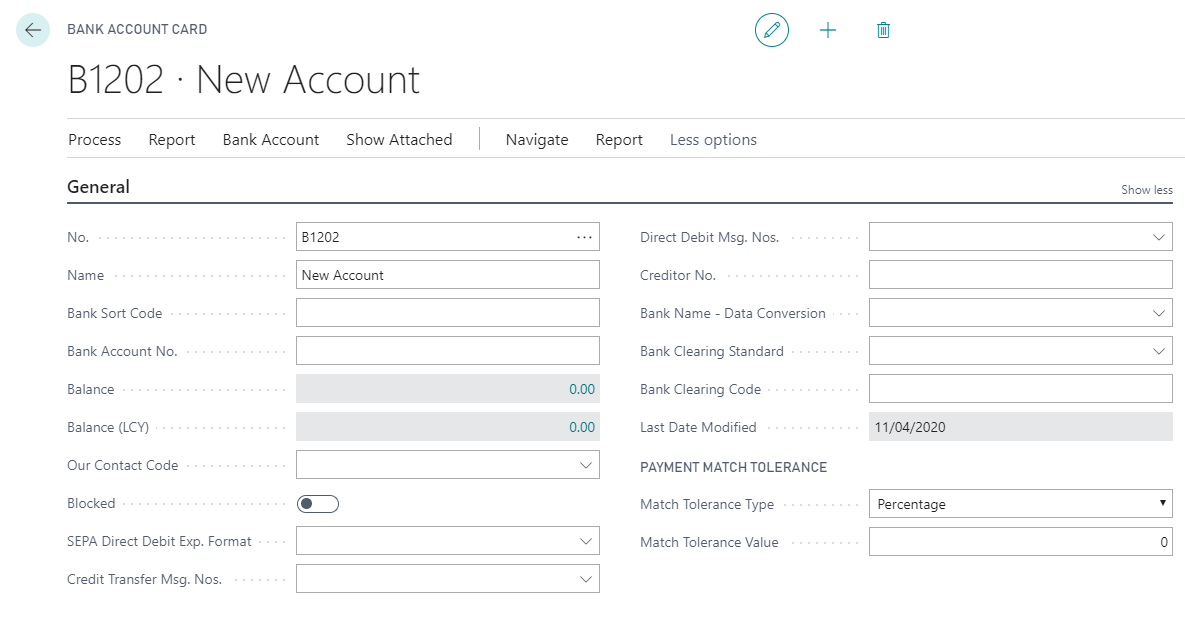 BANK ACCOUNT CARD
B1202 · New Account
Process Report Bank Account Show Attached Navigate Report Less options
General Show less
No. B1202 ···
Name New Account
Bank Sort Code
Bank Account No.
Balance 0.00
Balance (LCY) 0.00
Our Contact Code
Blocked
SEPA Direct Debit Exp. Format
Credit Transfer Msg. Nos.
Direct Debit Msg. Nos.
Creditor No.
Bank Name - Data Conversion
Bank Clearing Standard
Bank Clearing Code
Last Date Modified 11/04/2020
PAYMENT MATCH TOLERANCE
Match Tolerance Type Percentage
Match Tolerance Value 0